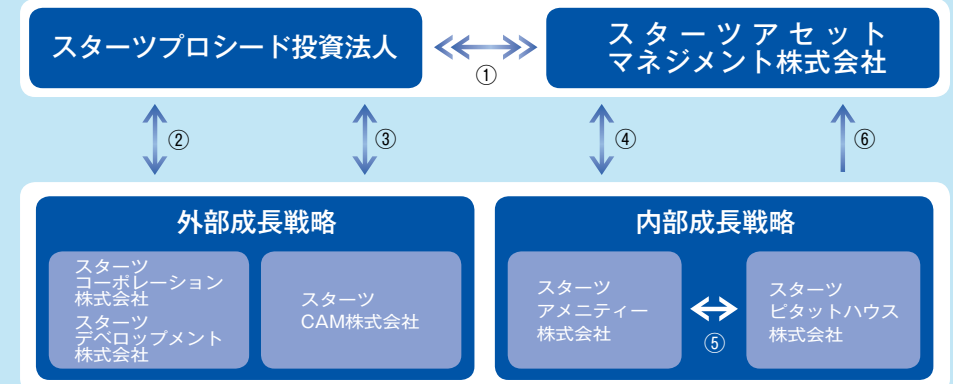 スターツプロシード投資法人
①
スターツアセット
マネジメント株式会社
②
③
④
⑥
外部成長戦略
スターツ
コーポレーション
株式会社
スターツ
デベロップメント
株式会社
スターツ
CAM株式会社
内部成長戦略
スターツ
アメニティー
株式会社
⑤
スターツ
ピタットハウス
株式会社